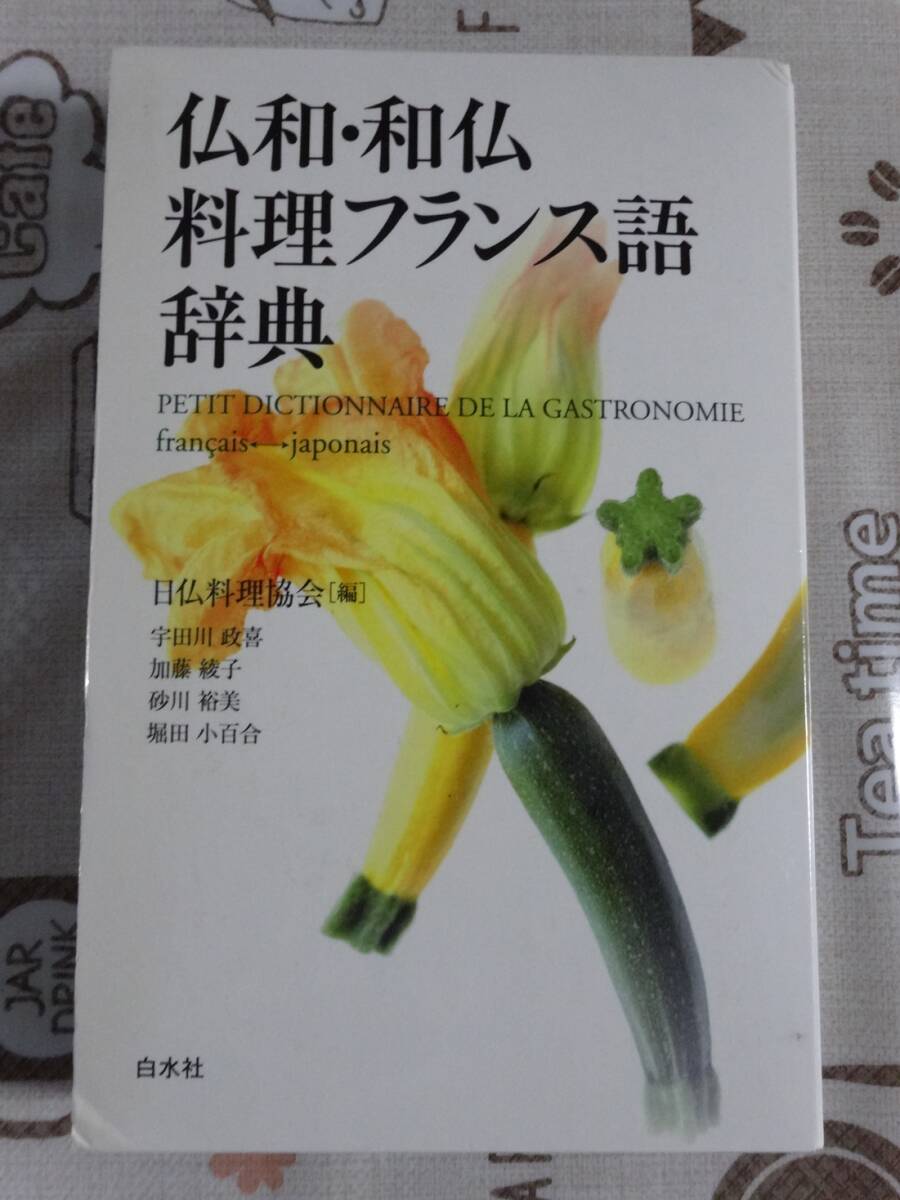 仏和・和仏
料理フランス語
辞典
PETIT DICTIONNAIRE DE LA GASTRONOMIE
français⟷japonais
日仏料理協会[編]
宇田川 政喜
加藤 綾子
砂川 裕美
堀田 小百合
白水社
Cafe
Tea time
JAR
DRINK